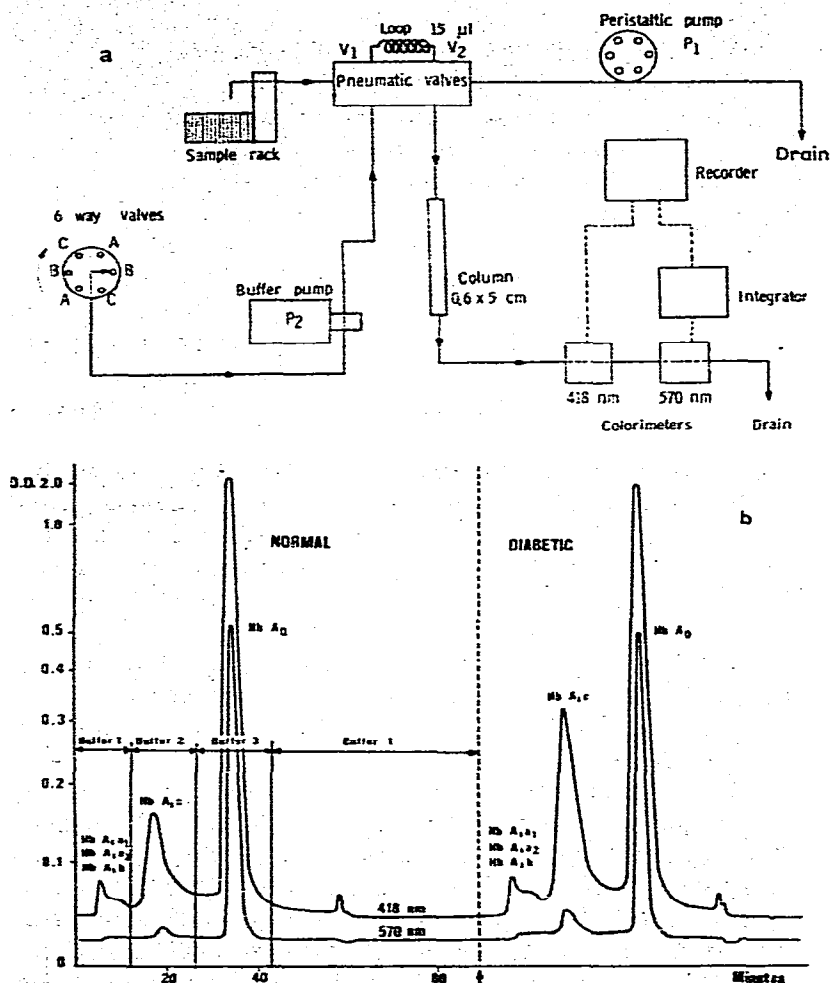 a
Loop 15 µl
V1 V2
Pneumatic valves
Peristaltic pump
P1
Sample rack
Drain
Recorder
6 way valves
C A
B B
A C
Buffer pump
P2
Column
0.6 x 5 cm
Integrator
418 nm 570 nm
Colorimeters
Drain
b
2.0
1.0
NORMAL
DIABETIC
0.5
Hb A0
Hb A0
0.4
0.3
Hb A1c
Buffer 1 Buffer 2 Buffer 3 Buffer 1
0.2
Hb A1c
Hb A1a1
Hb A1a2
Hb A1b
Hb A1a1
Hb A1a2
Hb A1b
0.1
418 nm
570 nm
0
20 40 80 Minutes